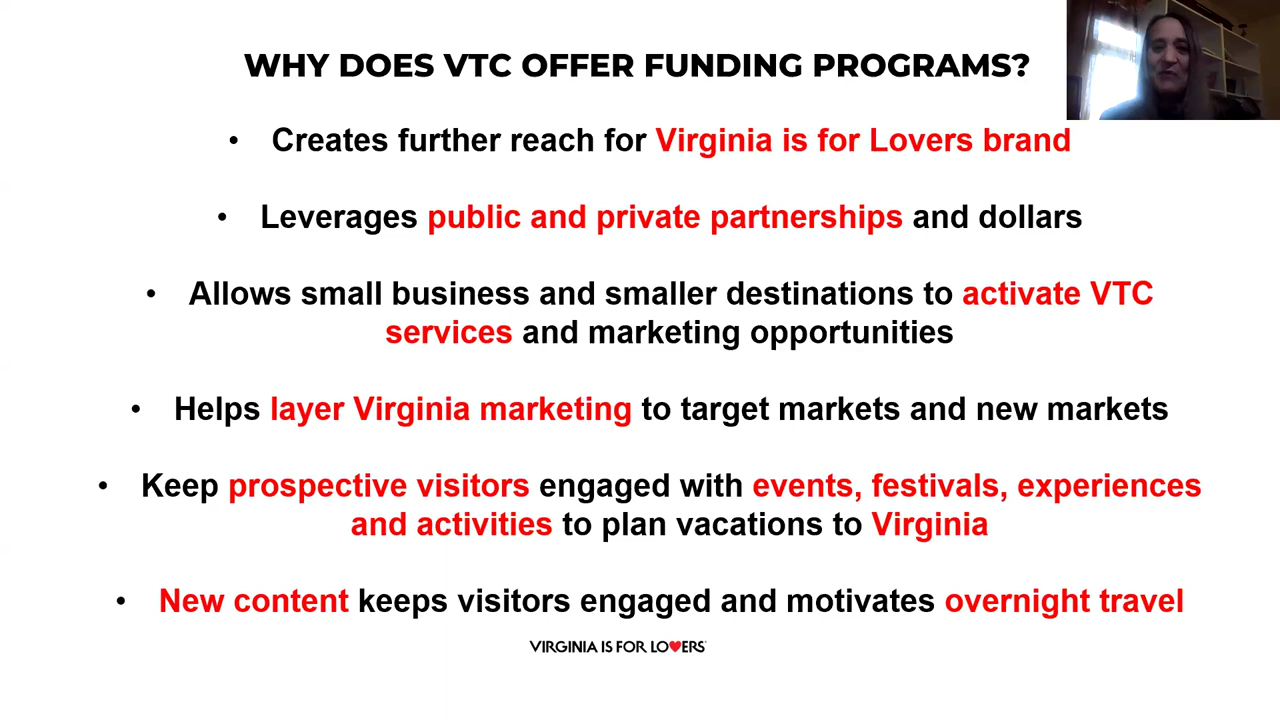 WHY DOES VTC OFFER FUNDING PROGRAMS?
• Creates further reach for Virginia is for Lovers brand
• Leverages public and private partnerships and dollars
• Allows small business and smaller destinations to activate VTC
services and marketing opportunities
• Helps layer Virginia marketing to target markets and new markets
• Keep prospective visitors engaged with events, festivals, experiences
and activities to plan vacations to Virginia
• New content keeps visitors engaged and motivates overnight travel
VIRGINIA IS FOR LO♥ERS